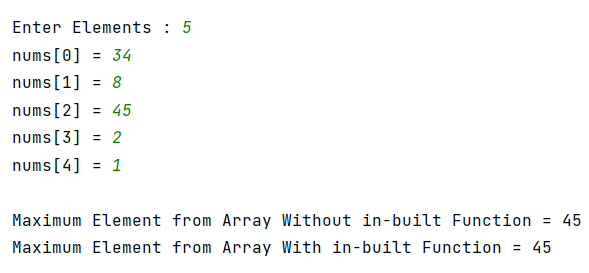 Enter Elements : 5
nums[0] = 34
nums[1] = 8
nums[2] = 45
nums[3] = 2
nums[4] = 1
Maximum Element from Array Without in-built Function = 45
Maximum Element from Array With in-built Function = 45